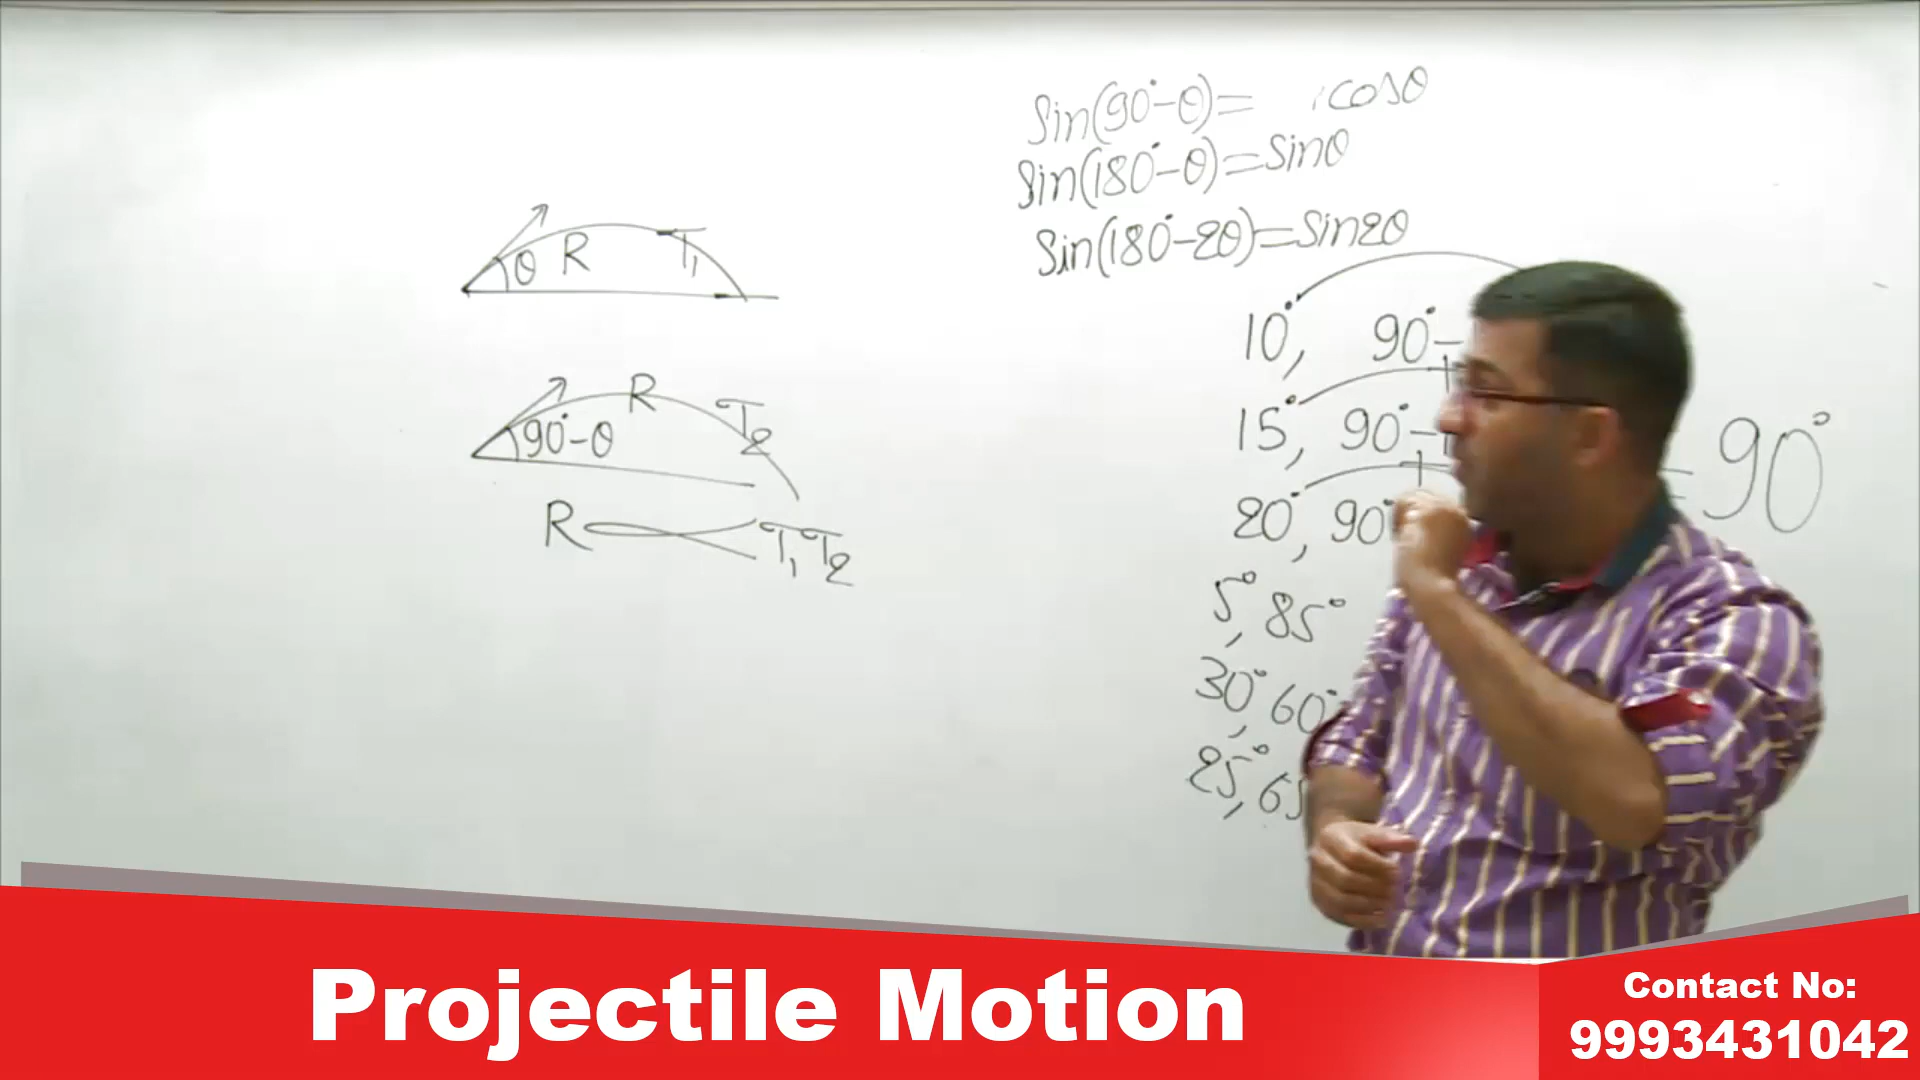 Sin(90°-θ)= cosθ
Sin(180°-θ)=Sinθ
Sin(180°-2θ)=Sin2θ
θ R T₁
R T₂
90°-θ
R T₁ T₂
10°, 90°-
15°, 90°-
20°, 90°
= 90°
5°, 85°
30°, 60°
25°, 65
Projectile Motion
Contact No:
9993431042